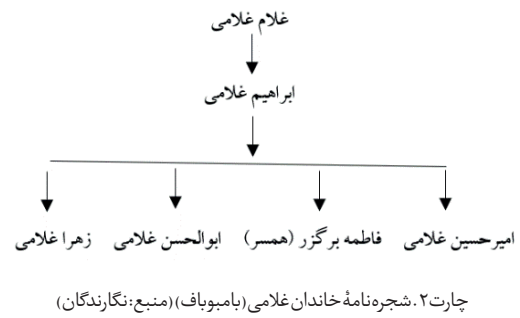 غلام غلامی
ابراهیم غلامی
امیرحسین غلامی فاطمه برگزر (همسر) ابوالحسن غلامی زهرا غلامی
چارت۲.شجره‌نامۀ خاندان غلامی(بامبوباف)(منبع:نگارندگان)